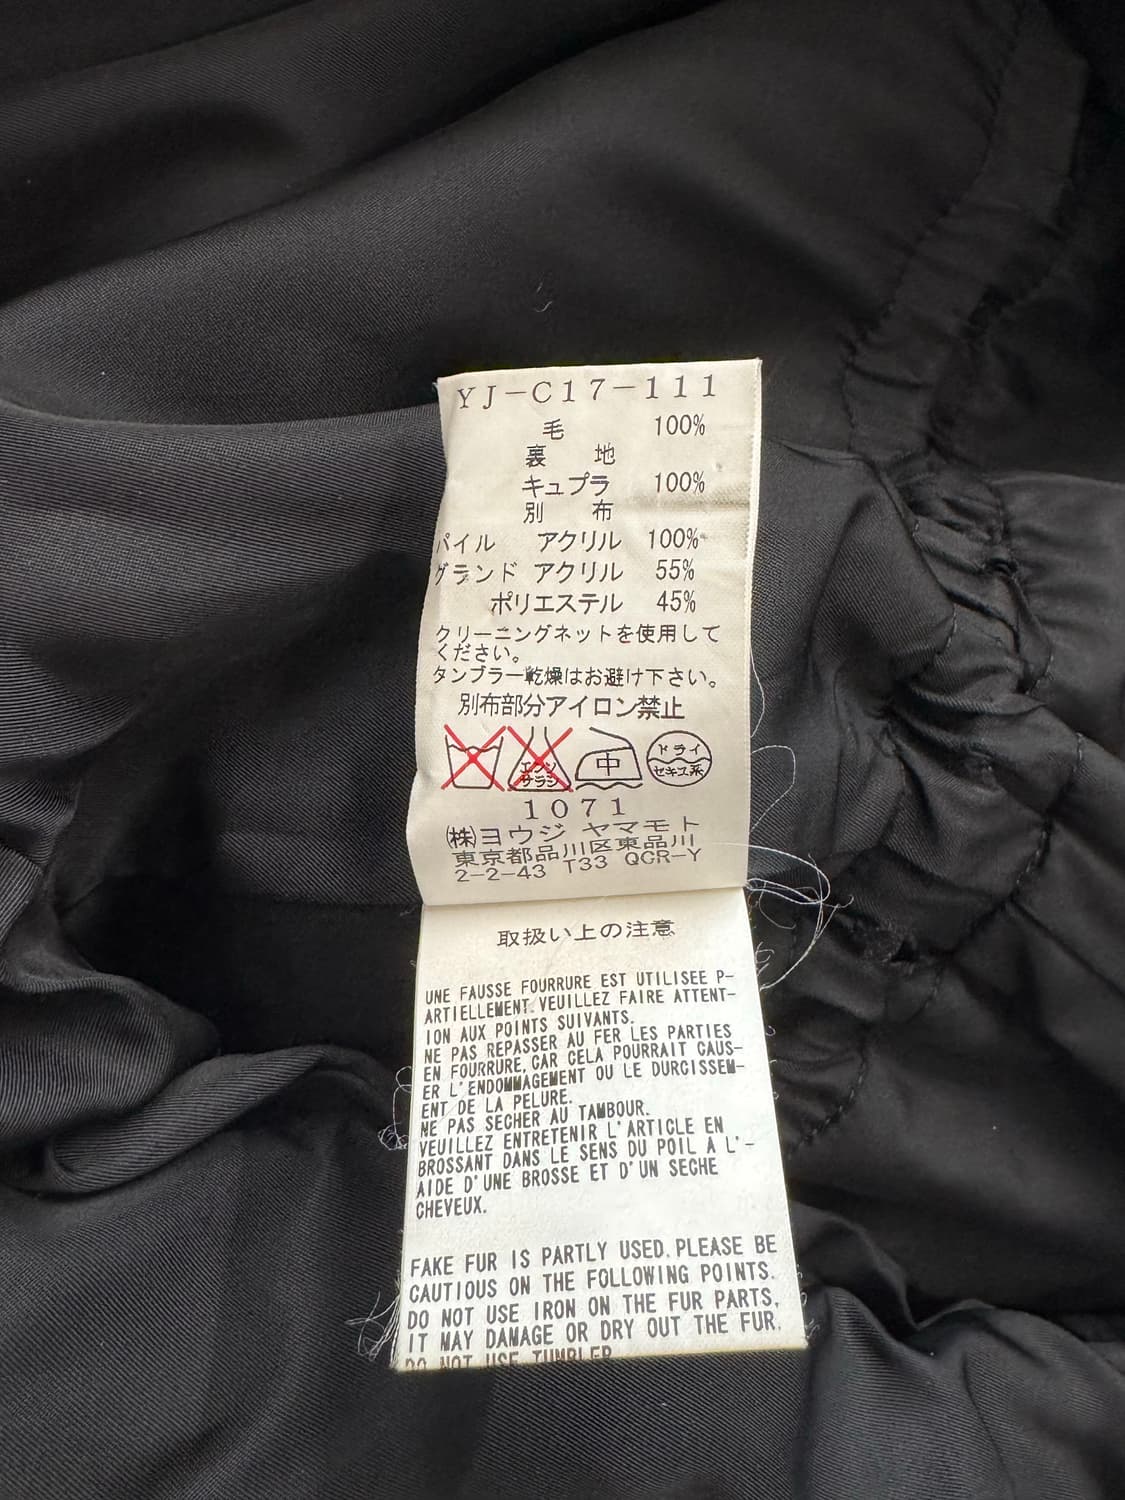 YJ-C17-111
毛 100%
裏 地
キュプラ 100%
別 布
パイル アクリル 100%
グランド アクリル 55%
ポリエステル 45%
クリーニングネットを使用して
ください。
タンブラー乾燥はお避け下さい。
別布部分アイロン禁止
エンソ
サラシ
中
ドライ
セキユ系
1071
(株)ヨウジ ヤマモト
東京都品川区東品川
2-2-43 T33 QCR-Y
取扱い上の注意
UNE FAUSSE FOURRURE EST UTILISEE P-
ARTIELLEMENT.VEUILLEZ FAIRE ATTENT-
ION AUX POINTS SUIVANTS.
NE PAS REPASSER AU FER LES PARTIES
EN FOURRURE,CAR CELA POURRAIT CAUS-
ER L'ENDOMMAGEMENT OU LE DURCISSEM-
ENT DE LA PELURE.
NE PAS SECHER AU TAMBOUR.
VEUILLEZ ENTRETENIR L'ARTICLE EN
BROSSANT DANS LE SENS DU POIL A L'-
AIDE D'UNE BROSSE ET D'UN SECHE
CHEVEUX.
FAKE FUR IS PARTLY USED.PLEASE BE
CAUTIOUS ON THE FOLLOWING POINTS.
DO NOT USE IRON ON THE FUR PARTS,
IT MAY DAMAGE OR DRY OUT THE FUR.
DO NOT USE TUMBLER